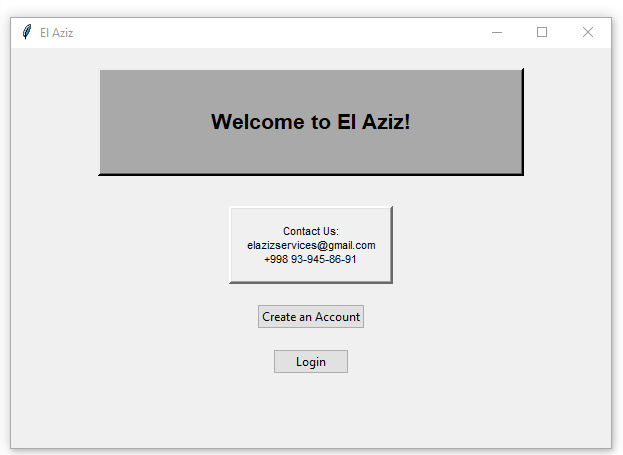 El Aziz
Welcome to El Aziz!
Contact Us:
elazizservices@gmail.com
+998 93-945-86-91
Create an Account
Login